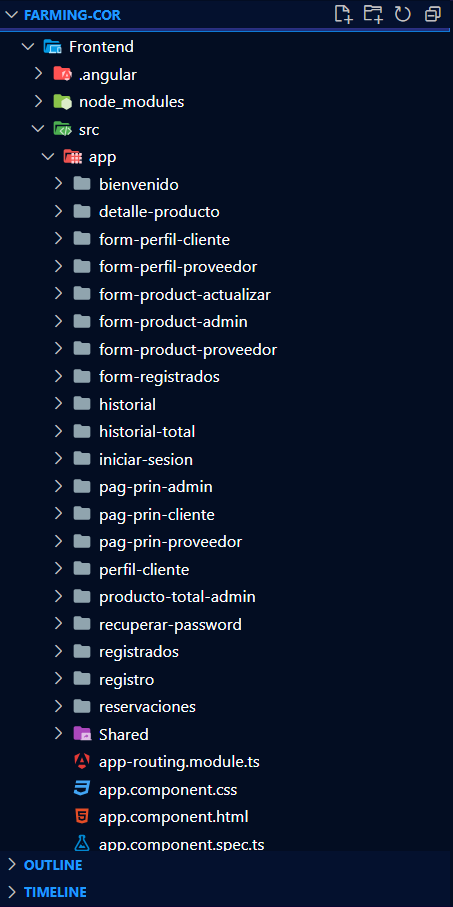 FARMING-COR
Frontend
.angular
node_modules
src
app
bienvenido
detalle-producto
form-perfil-cliente
form-perfil-proveedor
form-product-actualizar
form-product-admin
form-product-proveedor
form-registrados
historial
historial-total
iniciar-sesion
pag-prin-admin
pag-prin-cliente
pag-prin-proveedor
perfil-cliente
producto-total-admin
recuperar-password
registrados
registro
reservaciones
Shared
app-routing.module.ts
app.component.css
app.component.html
app.component.spec.ts
OUTLINE
TIMELINE